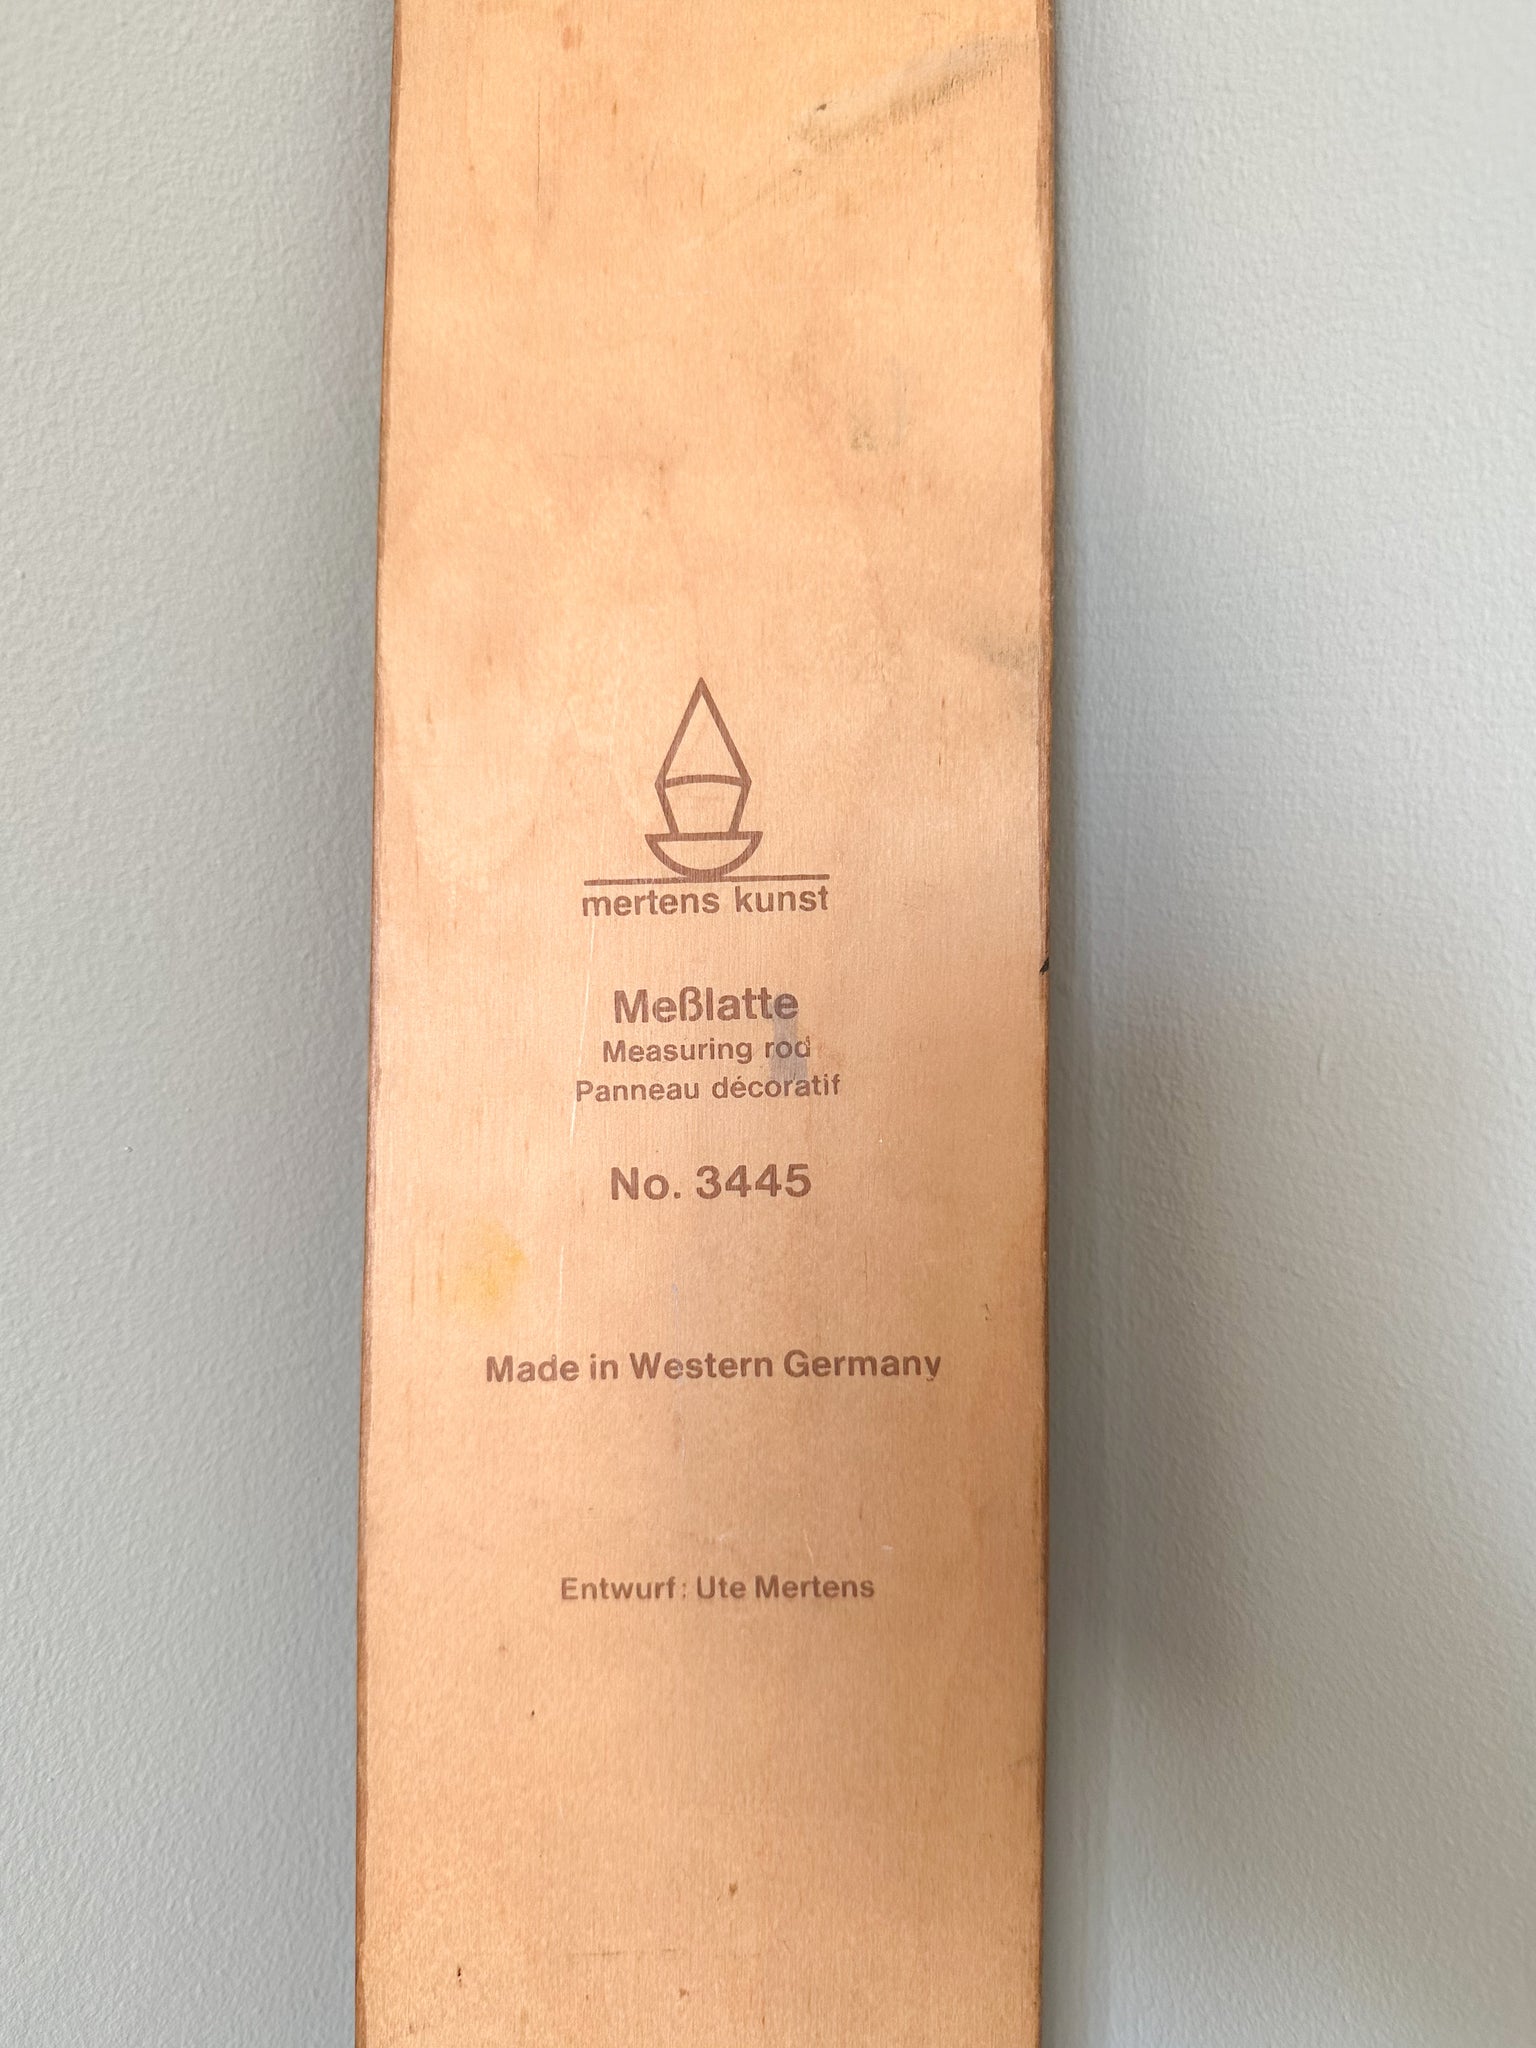 mertens kunst
Meßlatte
Measuring rod
Panneau décoratif
No. 3445
Made in Western Germany
Entwurf: Ute Mertens